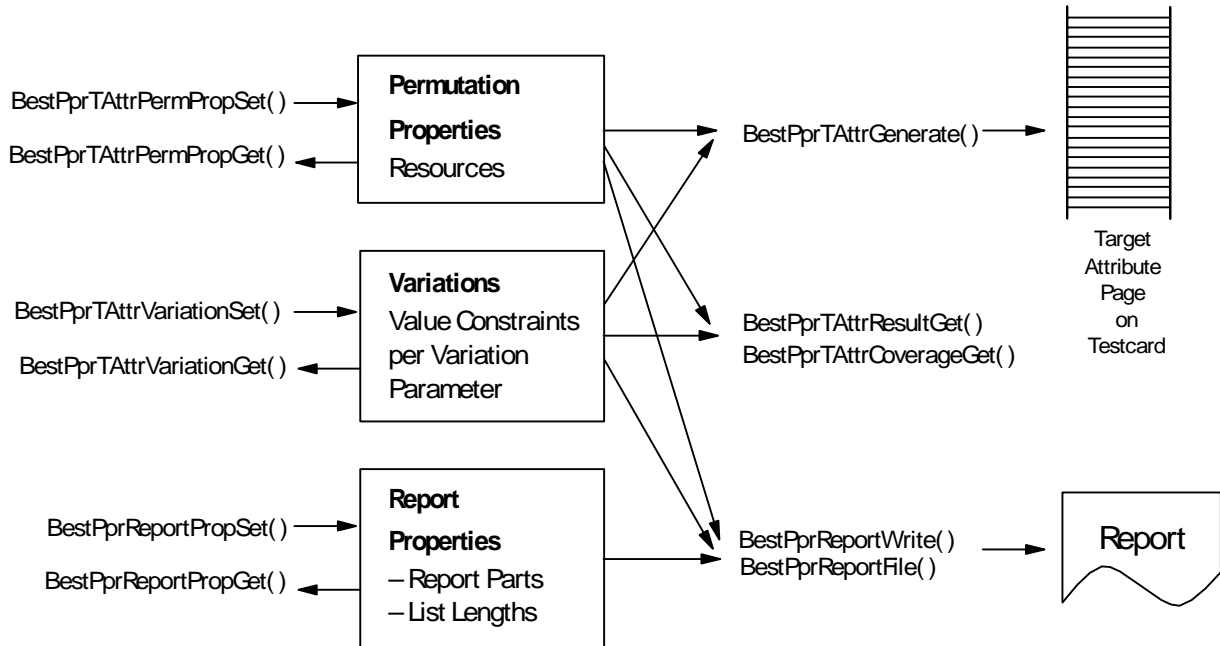 BestPprTAttrPermPropSet( )
BestPprTAttrPermPropGet( )
Permutation
Properties
Resources
BestPprTAttrGenerate( )
Target
Attribute
Page
on
Testcard
BestPprTAttrVariationSet( )
BestPprTAttrVariationGet( )
Variations
Value Constraints
per Variation
Parameter
BestPprTAttrResultGet( )
BestPprTAttrCoverageGet( )
BestPprReportPropSet( )
BestPprReportPropGet( )
Report
Properties
– Report Parts
– List Lengths
BestPprReportWrite( )
BestPprReportFile( )
Report